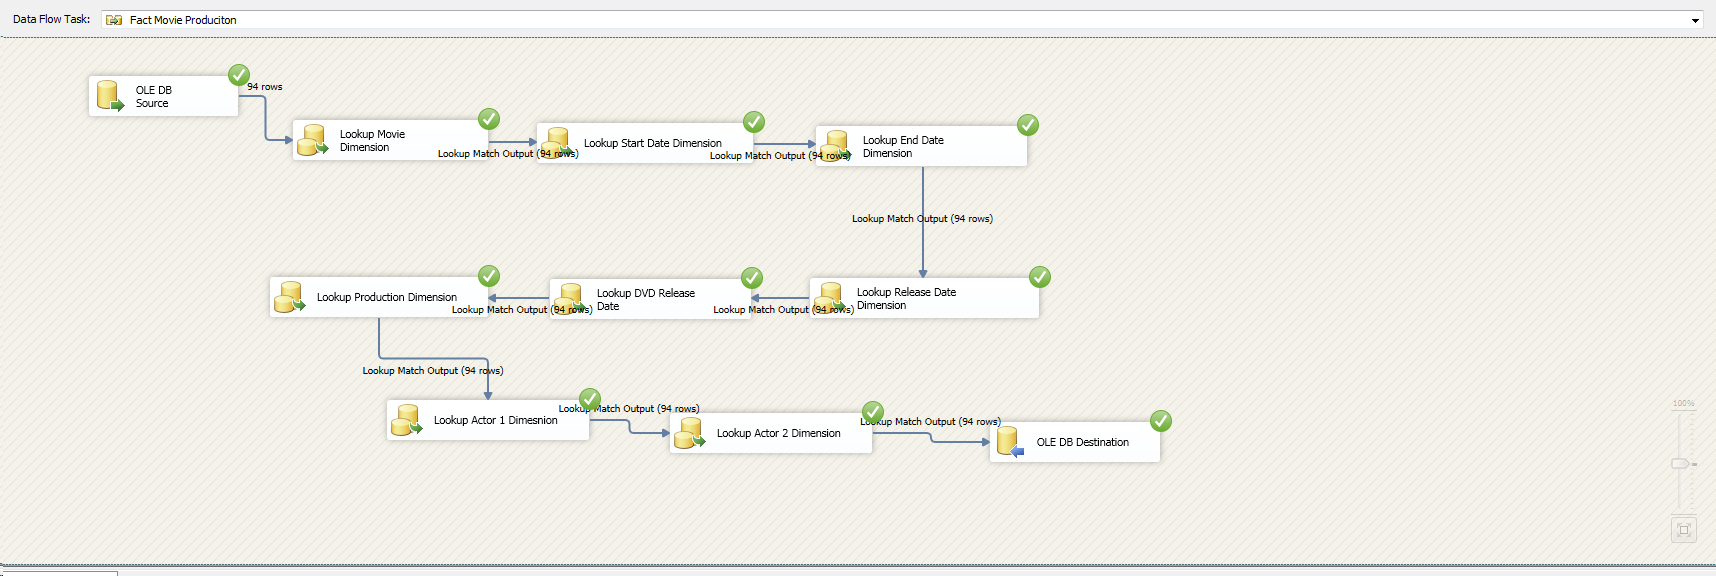 Data Flow Task:
Fact Movie Produciton
OLE DB
Source
94 rows
Lookup Movie
Dimension
Lookup Match Output (94 rows)
Lookup Start Date Dimension
Lookup Match Output (94 rows)
Lookup End Date
Dimension
Lookup Match Output (94 rows)
Lookup Release Date
Dimension
Lookup Match Output (94 rows)
Lookup DVD Release
Date
Lookup Match Output (94 rows)
Lookup Production Dimension
Lookup Match Output (94 rows)
Lookup Actor 1 Dimesnion
Lookup Match Output (94 rows)
Lookup Actor 2 Dimension
Lookup Match Output (94 rows)
OLE DB Destination
100%